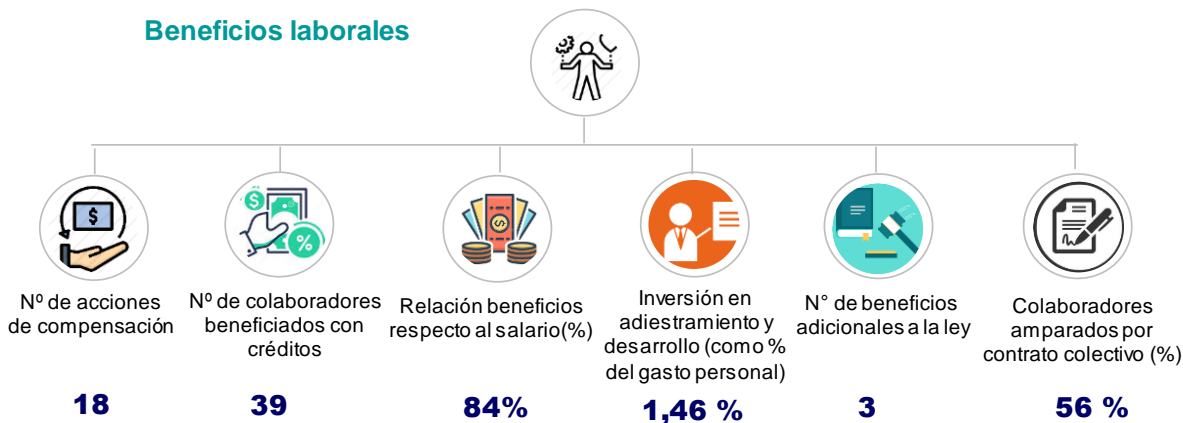 Beneficios laborales
Nº de acciones
de compensación
18
Nº de colaboradores
beneficiados con
créditos
39
Relación beneficios
respecto al salario(%)
84%
Inversión en
adiestramiento y
desarrollo (como %
del gasto personal)
1,46 %
N° de beneficios
adicionales a la ley
3
Colaboradores
amparados por
contrato colectivo (%)
56 %